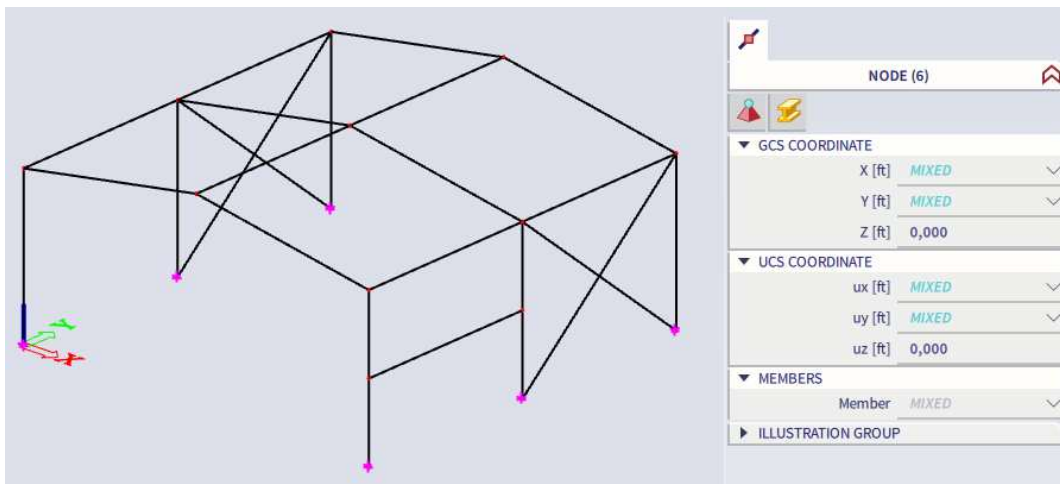 NODE (6)
GCS COORDINATE
X [ft] MIXED
Y [ft] MIXED
Z [ft] 0,000
UCS COORDINATE
ux [ft] MIXED
uy [ft] MIXED
uz [ft] 0,000
MEMBERS
Member MIXED
ILLUSTRATION GROUP
Y
X